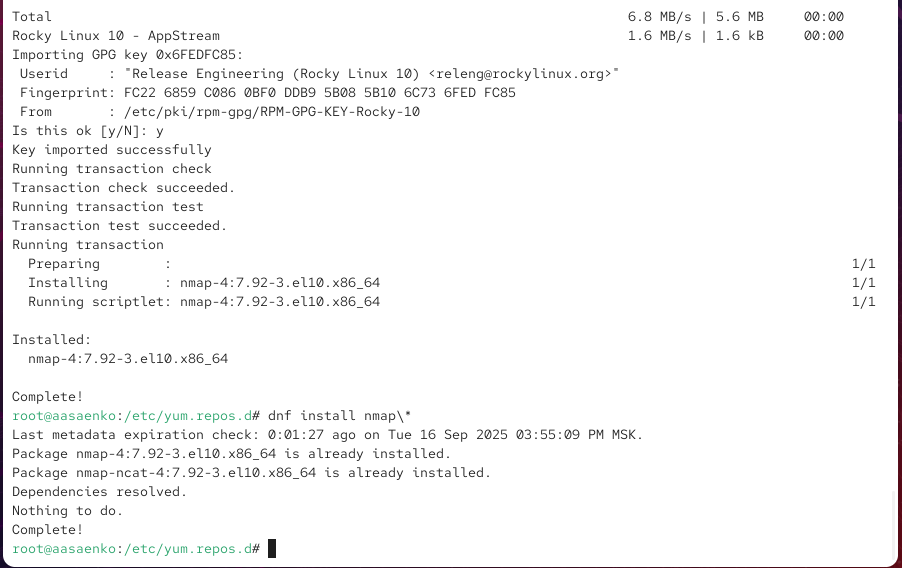 Total 6.8 MB/s | 5.6 MB 00:00
Rocky Linux 10 - AppStream 1.6 MB/s | 1.6 kB 00:00
Importing GPG key 0x6FEDFC85:
 Userid     : "Release Engineering (Rocky Linux 10) <releng@rockylinux.org>"
 Fingerprint: FC22 6859 C086 0BF0 DDB9 5B08 5B10 6C73 6FED FC85
 From       : /etc/pki/rpm-gpg/RPM-GPG-KEY-Rocky-10
Is this ok [y/N]: y
Key imported successfully
Running transaction check
Transaction check succeeded.
Running transaction test
Transaction test succeeded.
Running transaction
  Preparing        : 1/1
  Installing       : nmap-4:7.92-3.el10.x86_64 1/1
  Running scriptlet: nmap-4:7.92-3.el10.x86_64 1/1
Installed:
  nmap-4:7.92-3.el10.x86_64
Complete!
root@aasaenko:/etc/yum.repos.d# dnf install nmap\*
Last metadata expiration check: 0:01:27 ago on Tue 16 Sep 2025 03:55:09 PM MSK.
Package nmap-4:7.92-3.el10.x86_64 is already installed.
Package nmap-ncat-4:7.92-3.el10.x86_64 is already installed.
Dependencies resolved.
Nothing to do.
Complete!
root@aasaenko:/etc/yum.repos.d#